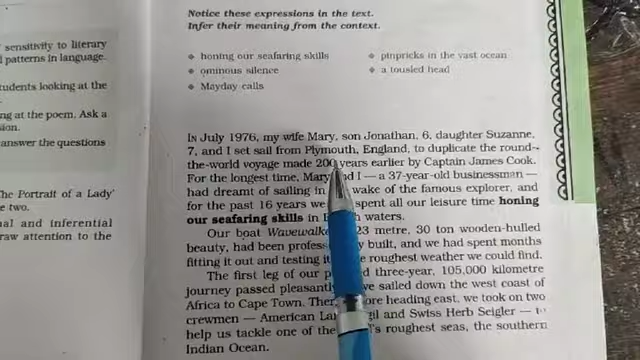 sensitivity to literary
patterns in language.
udents looking at the
ng at the poem. Ask a
sion.
answer the questions
he Portrait of a Lady'
e two.
al and inferential
raw attention to the
Notice these expressions in the text.
Infer their meaning from the context.
honing our seafaring skills
ominous silence
Mayday calls
pinpricks in the vast ocean
a tousled head
In July 1976, my wife Mary, son Jonathan, 6, daughter Suzanne,
7, and I set sail from Plymouth, England, to duplicate the round-
the-world voyage made 200 years earlier by Captain James Cook.
For the longest time, Mary and I — a 37-year-old businessman —
had dreamt of sailing in wake of the famous explorer, and
for the past 16 years we spent all our leisure time honing
our seafaring skills in waters.
Our boat Wavewalke 23 metre, 30 ton wooden-hulled
beauty, had been profess y built, and we had spent months
fitting it out and testing it roughest weather we could find.
The first leg of our p d three-year, 105,000 kilometre
journey passed pleasantly we sailed down the west coast of
Africa to Cape Town. There ore heading east, we took on two
crewmen — American La gil and Swiss Herb Seigler — to
help us tackle one of the 's roughest seas, the southern
Indian Ocean.